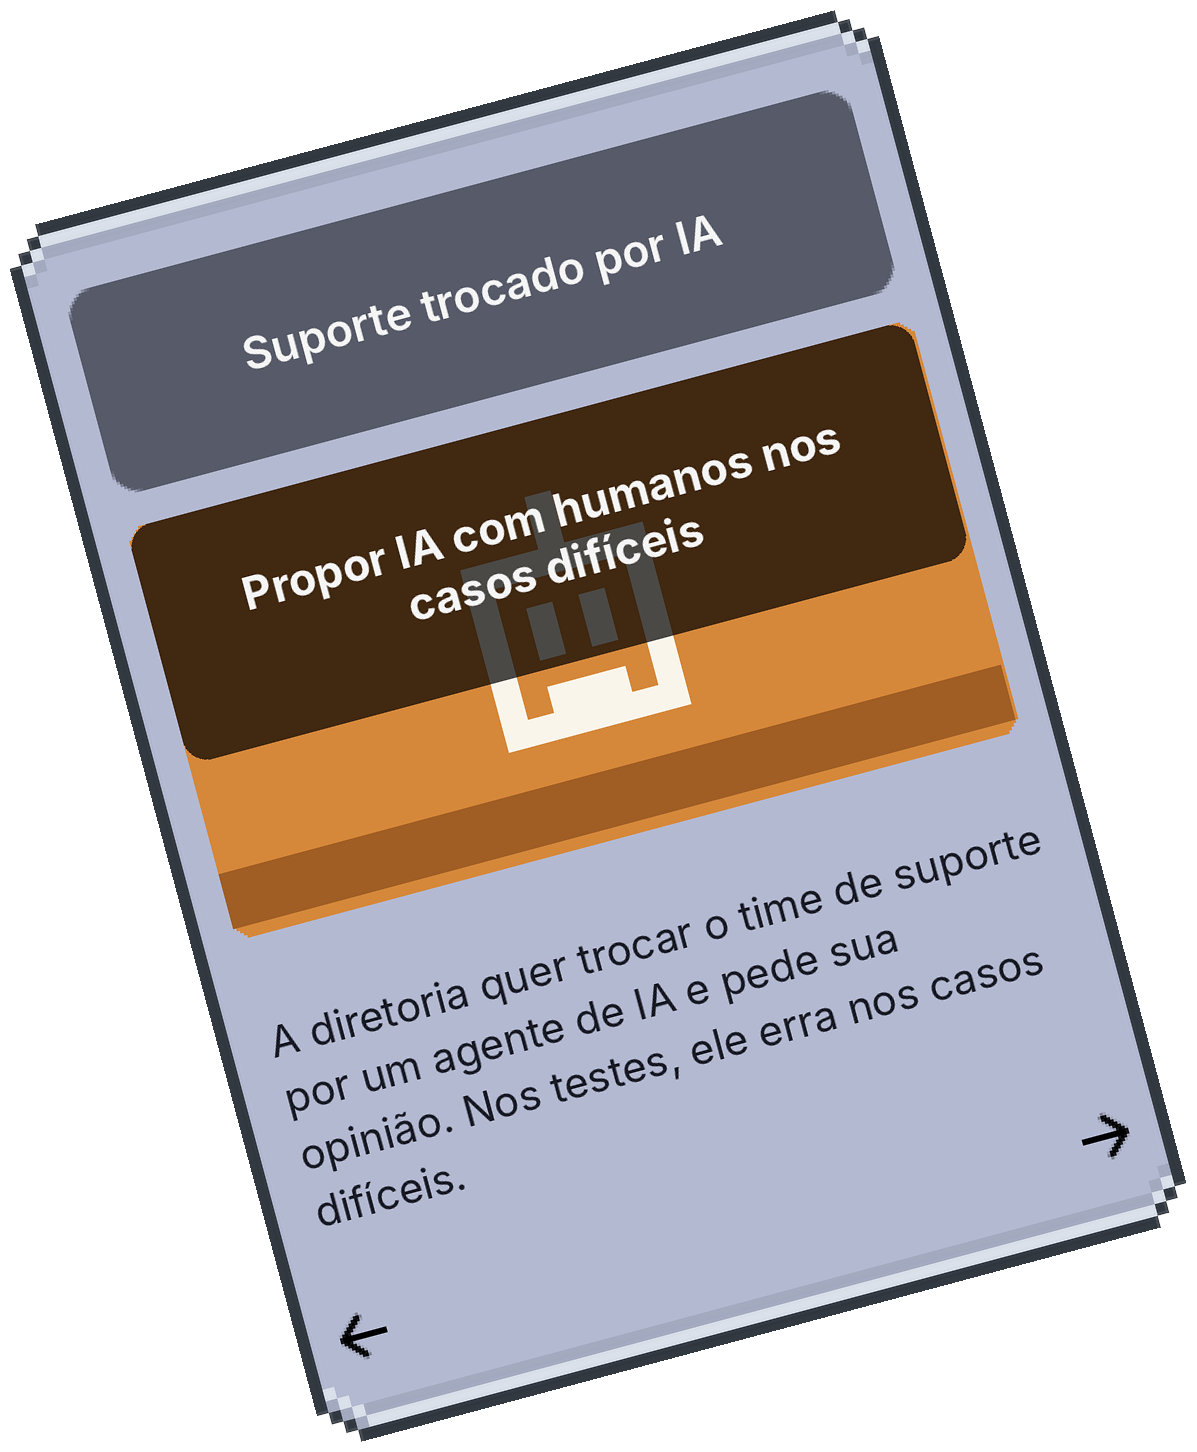 Suporte trocado por IA
Propor IA com humanos nos
casos difíceis
A diretoria quer trocar o time de suporte
por um agente de IA e pede sua
opinião. Nos testes, ele erra nos casos
difíceis.